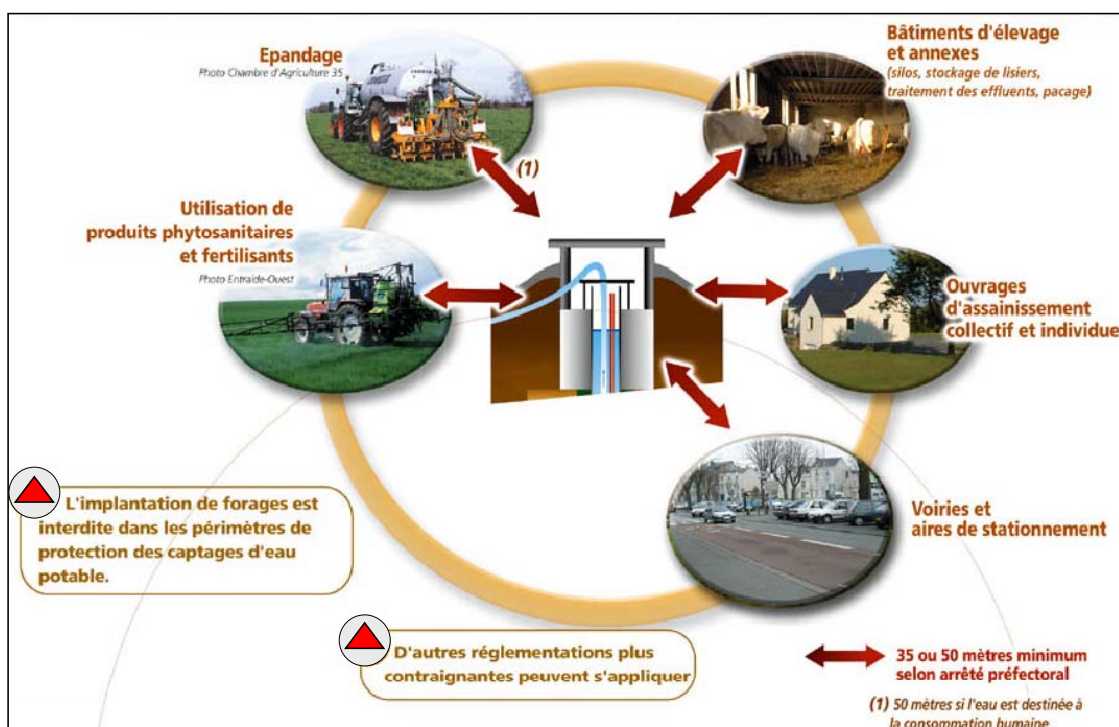 Epandage
Photo Chambre d'Agriculture 35
Bâtiments d'élevage
et annexes
(silos, stockage de lisiers,
traitement des effluents, pacage)
(1)
Utilisation de
produits phytosanitaires
et fertilisants
Photo Entraide-Ouest
Ouvrages
d'assainissement
collectif et individue
L'implantation de forages est
interdite dans les périmètres de
protection des captages d'eau
potable.
Voiries et
aires de stationnement
D'autres réglementations plus
contraignantes peuvent s'appliquer
35 ou 50 mètres minimum
selon arrêté préfectoral
(1) 50 mètres si l'eau est destinée à
la consommation humaine